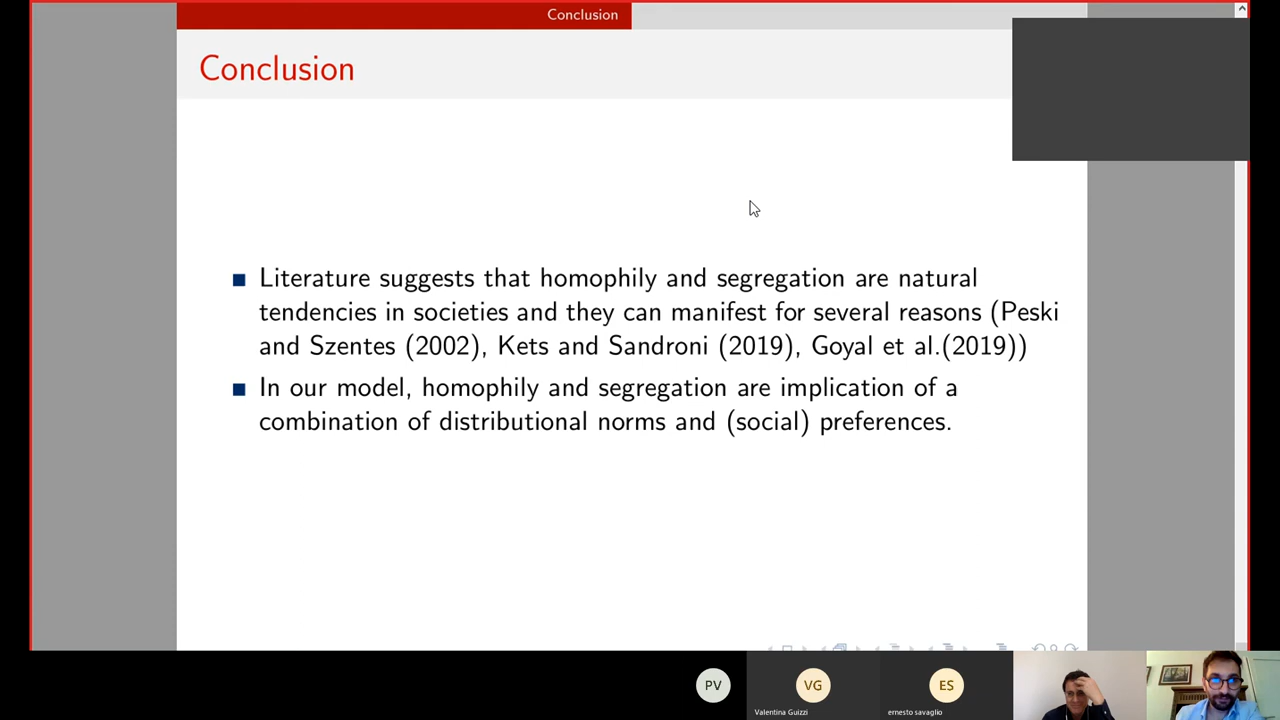 Conclusion
Conclusion
Literature suggests that homophily and segregation are natural
tendencies in societies and they can manifest for several reasons (Peski
and Szentes (2002), Kets and Sandroni (2019), Goyal et al.(2019))
In our model, homophily and segregation are implication of a
combination of distributional norms and (social) preferences.
PV
VG
ES
Valentina Guizzi
ernesto savaglio